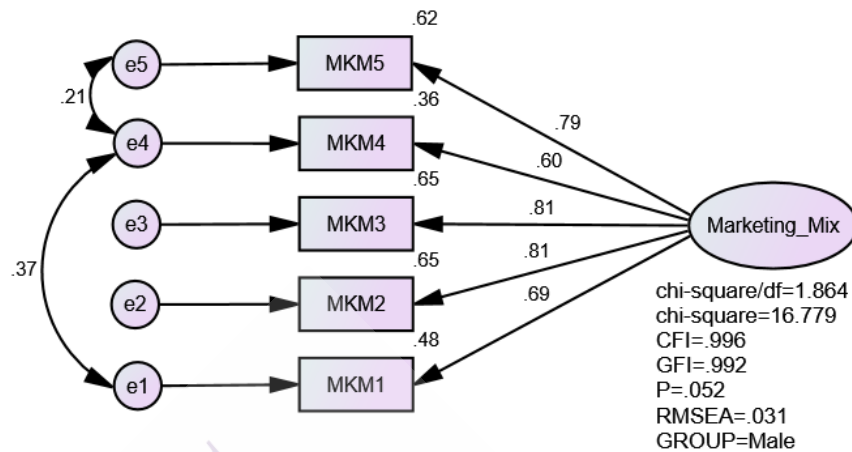 .62
e5
MKM5
.21
.36
.79
e4
MKM4
.60
.65
e3
MKM3
.81
Marketing_Mix
.65
.37
.81
e2
MKM2
.69
.48
e1
MKM1
chi-square/df=1.864
chi-square=16.779
CFI=.996
GFI=.992
P=.052
RMSEA=.031
GROUP=Male